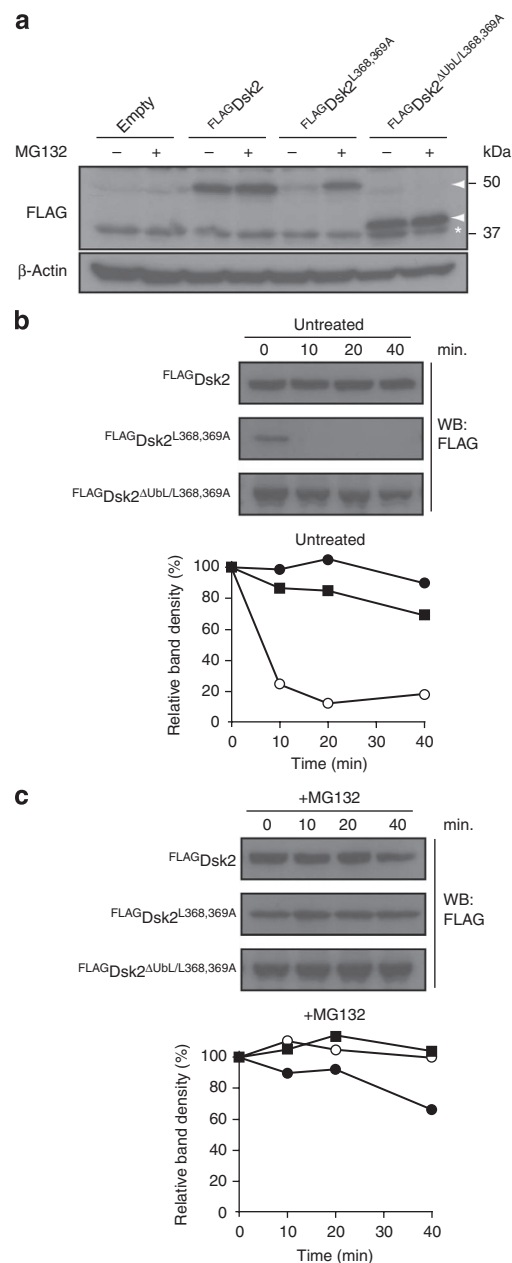 a
Empty
FLAGDsk2
FLAGDsk2L368,369A
FLAGDsk2ΔUbL/L368,369A
MG132 – + – + – + – + kDa
FLAG
50
*
37
β-Actin
b
Untreated
0 10 20 40 min.
FLAGDsk2
FLAGDsk2L368,369A
FLAGDsk2ΔUbL/L368,369A
WB:
FLAG
Untreated
Relative band density (%)
100
80
60
40
20
0
0 10 20 30 40
Time (min)
c
+MG132
0 10 20 40 min.
FLAGDsk2
FLAGDsk2L368,369A
FLAGDsk2ΔUbL/L368,369A
WB:
FLAG
+MG132
Relative band density (%)
100
80
60
40
20
0
0 10 20 30 40
Time (min)